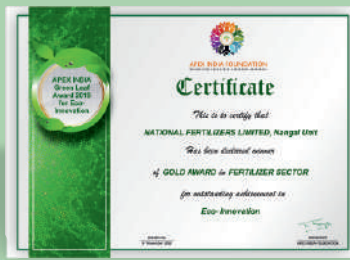 APEX INDIA FOUNDATION
Certificate
This is to certify that
NATIONAL FERTILIZERS LIMITED, Nangal Unit
Has been declared winner
of GOLD AWARD in FERTILIZER SECTOR
for outstanding achievement in
Eco-Innovation
APEX INDIA
Green Leaf
Award 2019
for Eco-
Innovation